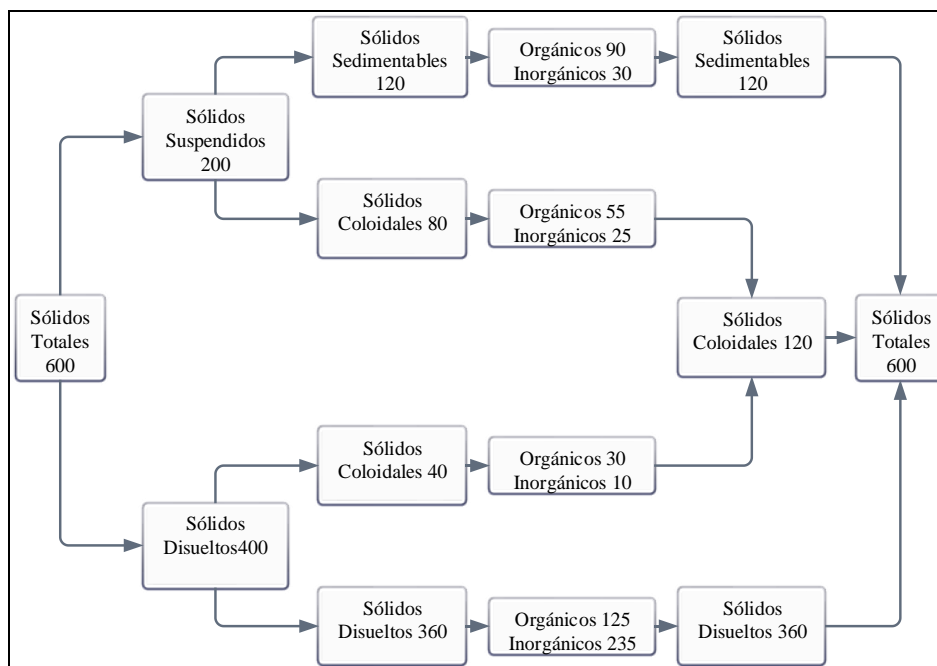 Sólidos
Sedimentables
120
Orgánicos 90
Inorgánicos 30
Sólidos
Sedimentables
120
Sólidos
Suspendidos
200
Sólidos
Coloidales 80
Orgánicos 55
Inorgánicos 25
Sólidos
Totales
600
Sólidos
Coloidales 120
Sólidos
Totales
600
Sólidos
Coloidales 40
Orgánicos 30
Inorgánicos 10
Sólidos
Disueltos400
Sólidos
Disueltos 360
Orgánicos 125
Inorgánicos 235
Sólidos
Disueltos 360